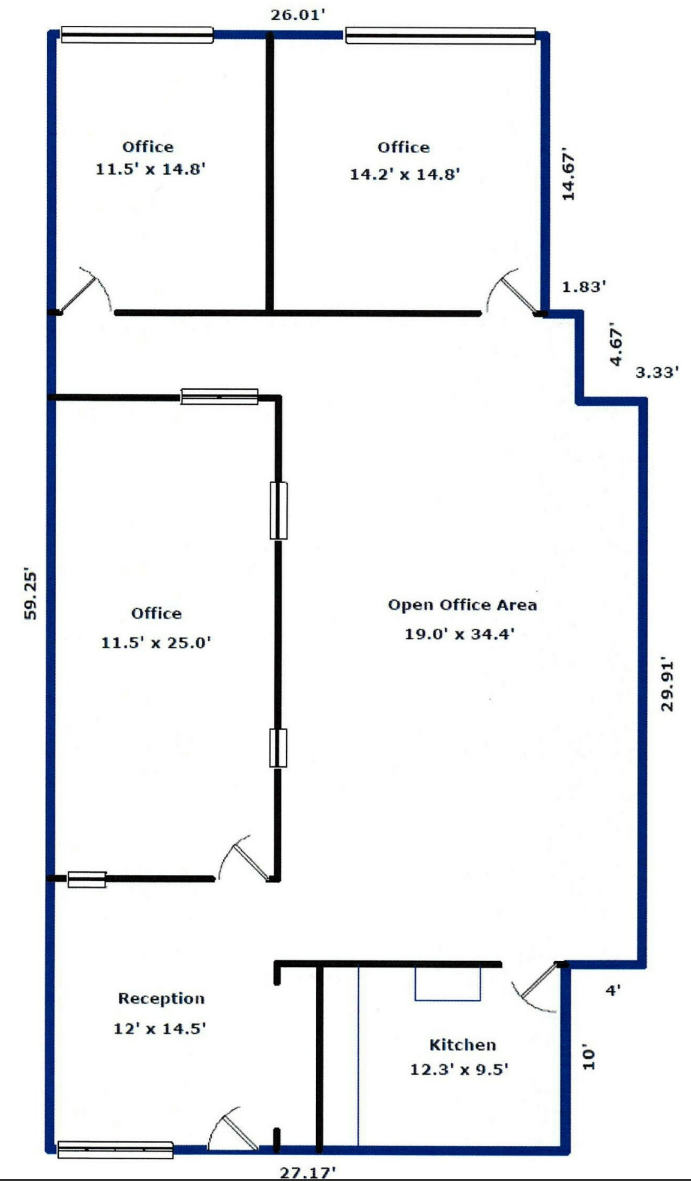 26.01'
Office
11.5' x 14.8'
Office
14.2' x 14.8'
14.67'
1.83'
4.67'
3.33'
59.25'
Office
11.5' x 25.0'
Open Office Area
19.0' x 34.4'
29.91'
Reception
12' x 14.5'
Kitchen
12.3' x 9.5'
4'
10'
27.17'